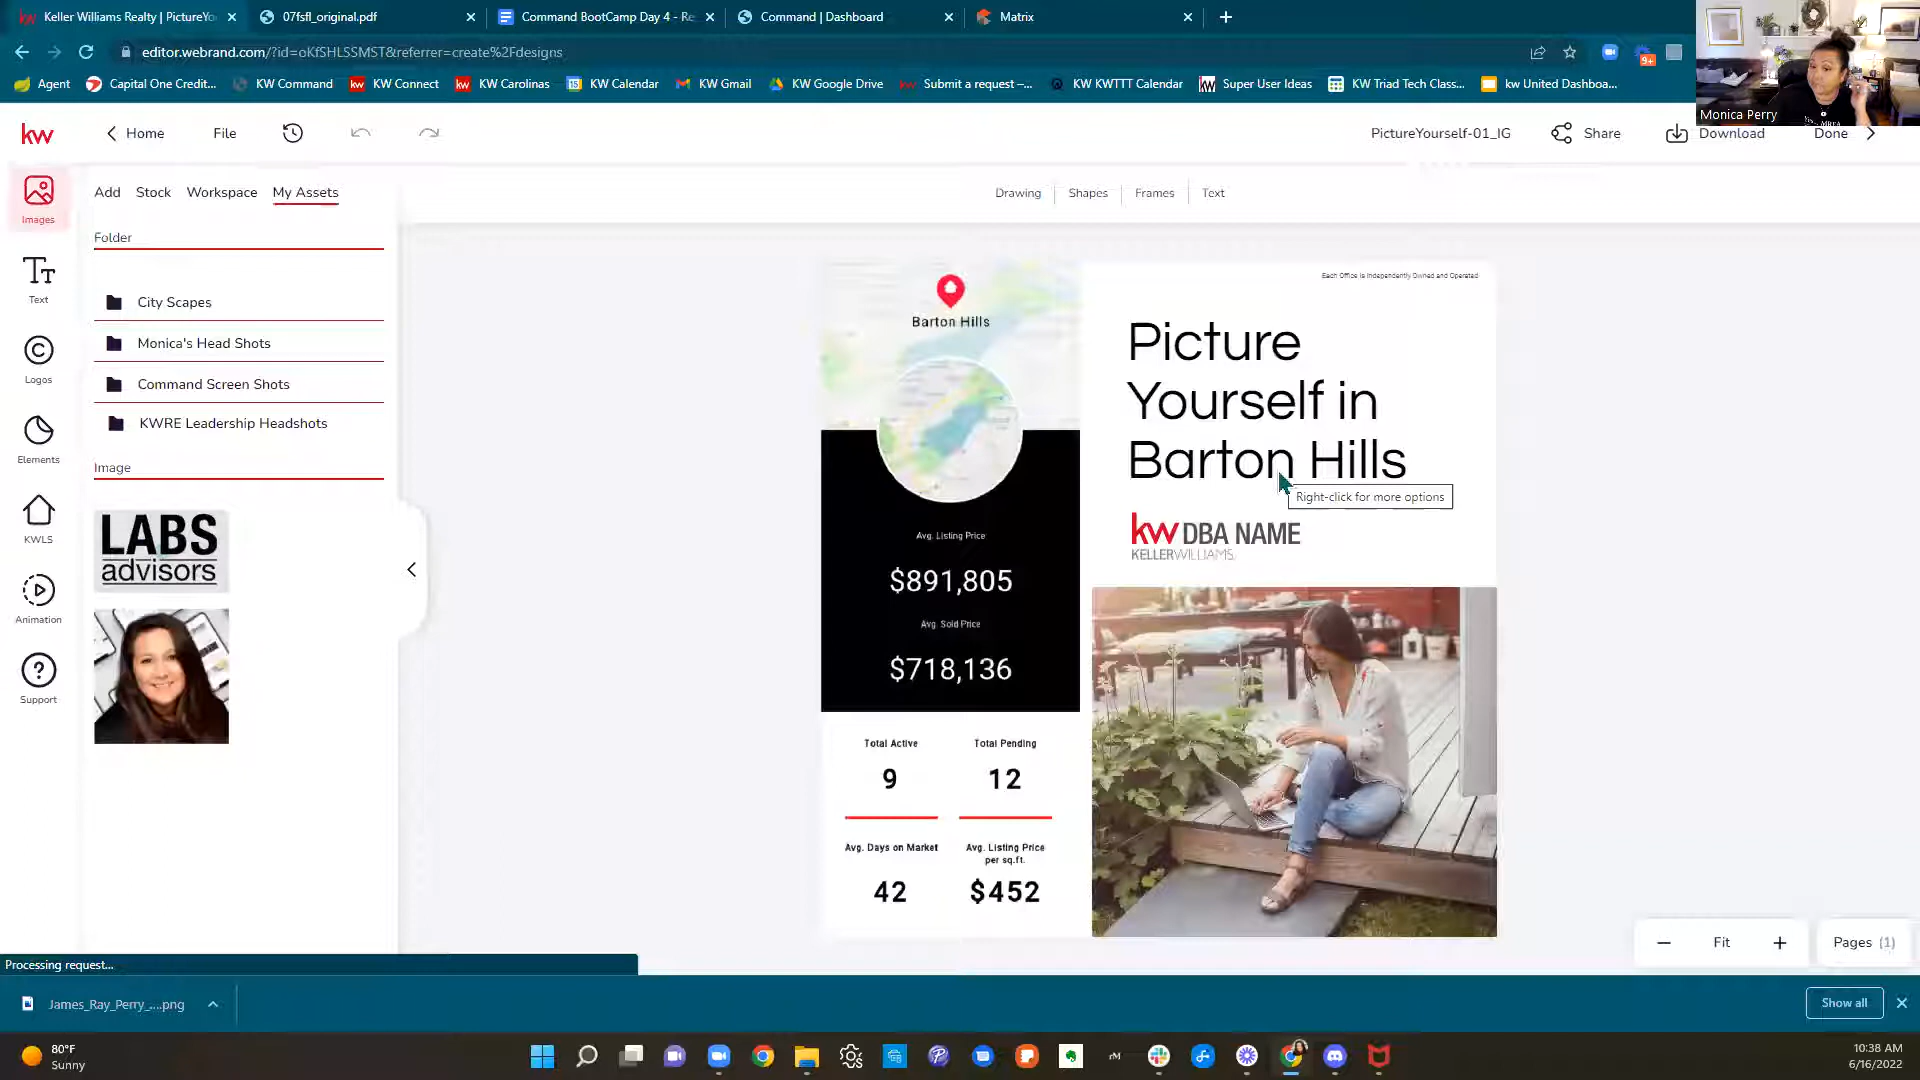 Keller Williams Realty | PictureYo
07fsfl_original.pdf
Command BootCamp Day 4 - Re
Command | Dashboard
Matrix
editor.webrand.com/?id=oKfSHLSSMST&referrer=create%2Fdesigns
9+
Agent
Capital One Credit...
KW Command
KW Connect
KW Carolinas
KW Calendar
KW Gmail
KW Google Drive
Submit a request –...
KW KWTTT Calendar
Super User Ideas
KW Triad Tech Class...
kw United Dashboa...
Monica Perry
kw
Home
File
PictureYourself-01_IG
Share
Download
Done
Images
Text
Logos
Elements
KWLS
Animation
Support
Add
Stock
Workspace
My Assets
Folder
City Scapes
Monica's Head Shots
Command Screen Shots
KWRE Leadership Headshots
Image
LABS
advisors
Drawing
Shapes
Frames
Text
Barton Hills
Avg. Listing Price
$891,805
Avg. Sold Price
$718,136
Total Active
9
Total Pending
12
Avg. Days on Market
42
Avg. Listing Price
per sq.ft.
$452
Each Office is Independently Owned and Operated
Picture
Yourself in
Barton Hills
Right-click for more options
kw DBA NAME
KELLERWILLIAMS.
Fit
Pages (1)
Processing request...
James_Ray_Perry_....png
Show all
80°F
Sunny
rM
10:38 AM
6/16/2022